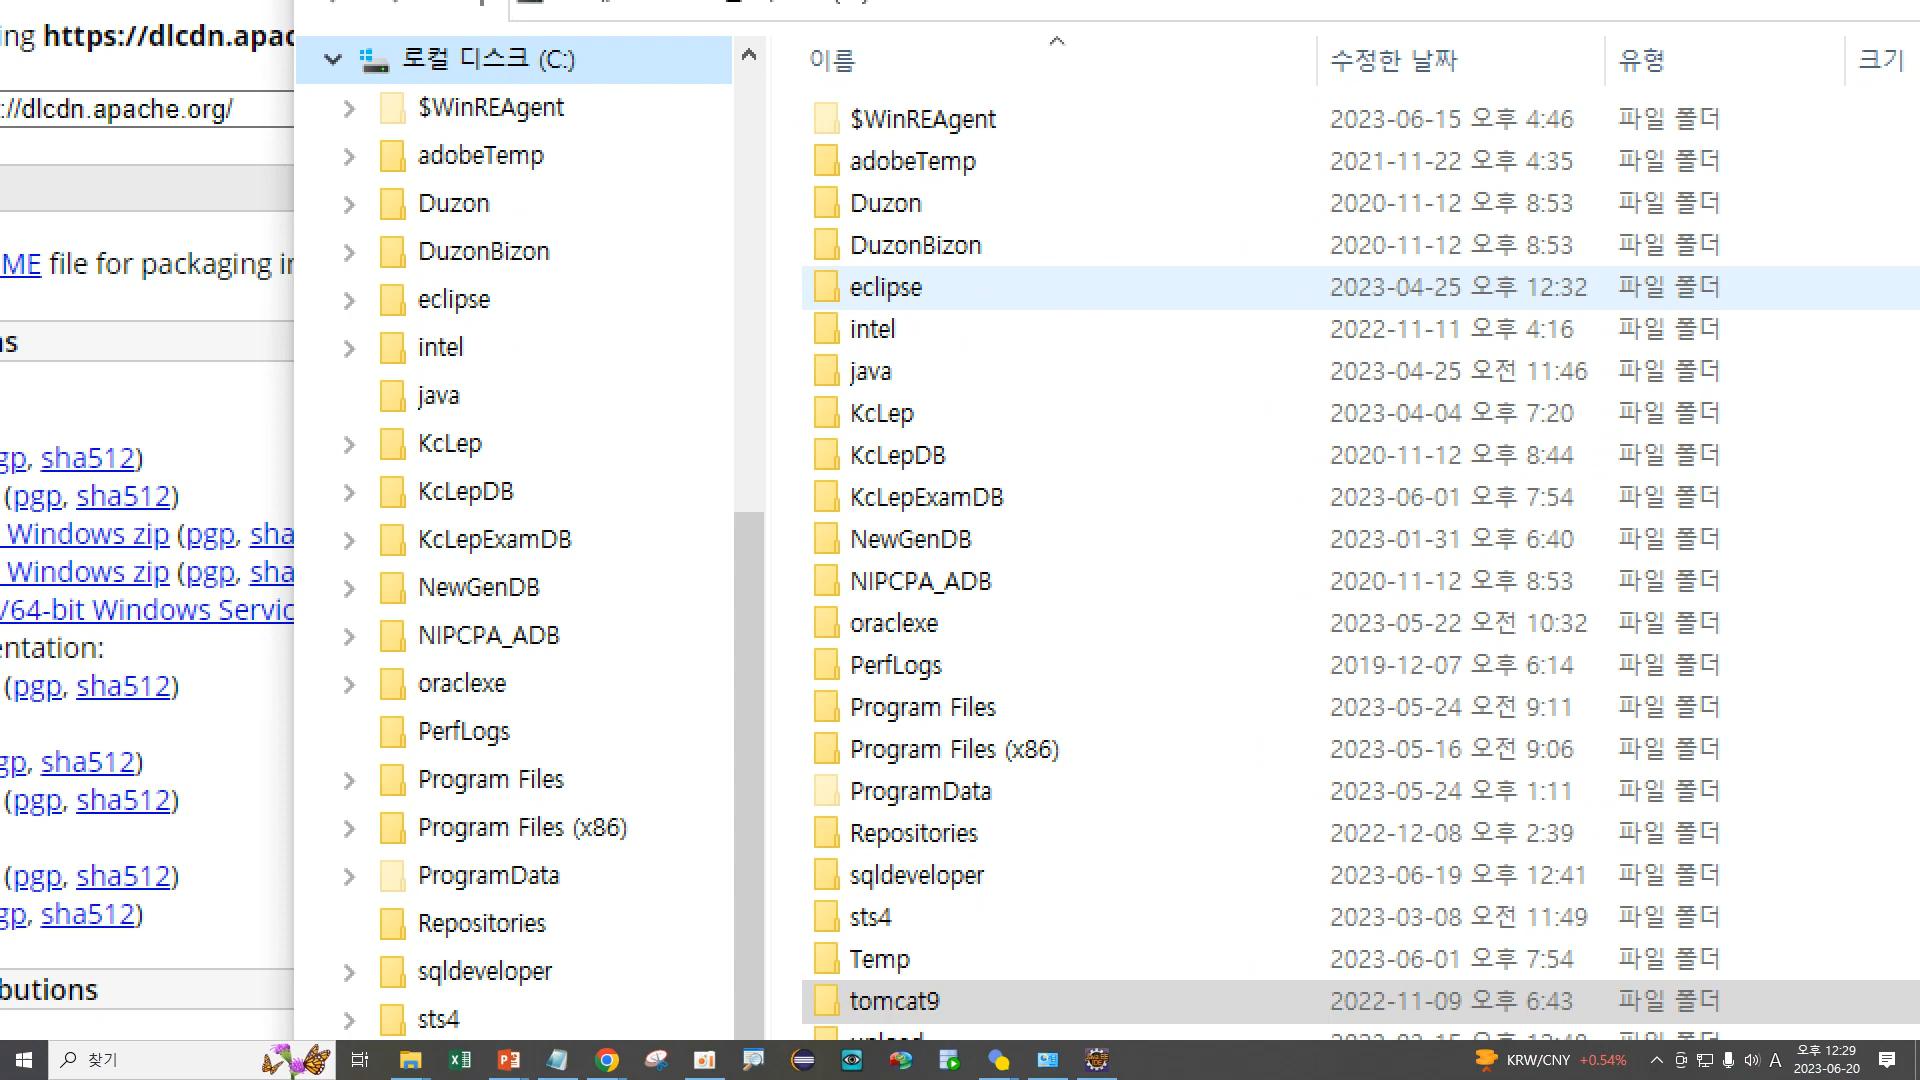 ing https://dlcdn.apac
://dlcdn.apache.org/
ME file for packaging in
ns
gp, sha512)
(pgp, sha512)
Windows zip (pgp, sha
Windows zip (pgp, sha
/64-bit Windows Servic
entation:
(pgp, sha512)
gp, sha512)
(pgp, sha512)
(pgp, sha512)
gp, sha512)
butions
로컬 디스크 (C:)
$WinREAgent
adobeTemp
Duzon
DuzonBizon
eclipse
intel
java
KcLep
KcLepDB
KcLepExamDB
NewGenDB
NIPCPA_ADB
oraclexe
PerfLogs
Program Files
Program Files (x86)
ProgramData
Repositories
sqldeveloper
sts4
이름 수정한 날짜 유형 크기
$WinREAgent 2023-06-15 오후 4:46 파일 폴더
adobeTemp 2021-11-22 오후 4:35 파일 폴더
Duzon 2020-11-12 오후 8:53 파일 폴더
DuzonBizon 2020-11-12 오후 8:53 파일 폴더
eclipse 2023-04-25 오후 12:32 파일 폴더
intel 2022-11-11 오후 4:16 파일 폴더
java 2023-04-25 오전 11:46 파일 폴더
KcLep 2023-04-04 오후 7:20 파일 폴더
KcLepDB 2020-11-12 오후 8:44 파일 폴더
KcLepExamDB 2023-06-01 오후 7:54 파일 폴더
NewGenDB 2023-01-31 오후 6:40 파일 폴더
NIPCPA_ADB 2020-11-12 오후 8:53 파일 폴더
oraclexe 2023-05-22 오전 10:32 파일 폴더
PerfLogs 2019-12-07 오후 6:14 파일 폴더
Program Files 2023-05-24 오전 9:11 파일 폴더
Program Files (x86) 2023-05-16 오전 9:06 파일 폴더
ProgramData 2023-05-24 오후 1:11 파일 폴더
Repositories 2022-12-08 오후 2:39 파일 폴더
sqldeveloper 2023-06-19 오후 12:41 파일 폴더
sts4 2023-03-08 오전 11:49 파일 폴더
Temp 2023-06-01 오후 7:54 파일 폴더
tomcat9 2022-11-09 오후 6:43 파일 폴더
찾기
KRW/CNY +0.54%
A
오후 12:29
2023-06-20